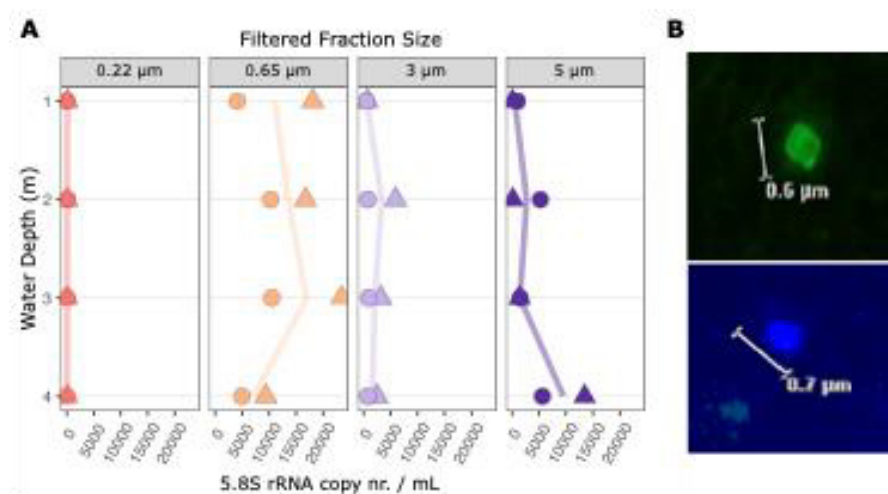 A
B
Filtered Fraction Size
0.22 µm
0.65 µm
3 µm
5 µm
Water Depth (m)
1
2
3
4
0 5000 10000 15000 20000
0 5000 10000 15000 20000
0 5000 10000 15000 20000
0 5000 10000 15000 20000
5.8S rRNA copy nr. / mL
0.6 µm
0.7 µm